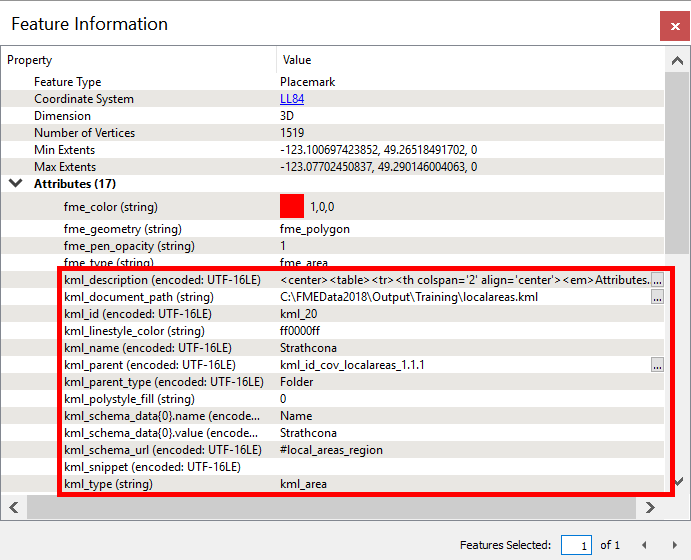 Feature Information
Property Value
Feature Type Placemark
Coordinate System LL84
Dimension 3D
Number of Vertices 1519
Min Extents -123.100697423852, 49.26518491702, 0
Max Extents -123.07702450837, 49.290146004063, 0
Attributes (17)
fme_color (string) 1,0,0
fme_geometry (string) fme_polygon
fme_pen_opacity (string) 1
fme_type (string) fme_area
kml_description (encoded: UTF-16LE) <center><table><tr><th colspan='2' align='center'><em>Attributes. ...
kml_document_path (string) C:\FMEData2018\Output\Training\localareas.kml ...
kml_id (encoded: UTF-16LE) kml_20
kml_linestyle_color (string) ff0000ff
kml_name (encoded: UTF-16LE) Strathcona
kml_parent (encoded: UTF-16LE) kml_id_cov_localareas_1.1.1 ...
kml_parent_type (encoded: UTF-16LE) Folder
kml_polystyle_fill (string) 0
kml_schema_data{0}.name (encode... Name
kml_schema_data{0}.value (encode... Strathcona
kml_schema_url (encoded: UTF-16LE) #local_areas_region
kml_snippet (encoded: UTF-16LE)
kml_type (string) kml_area
Features Selected: 1 of 1